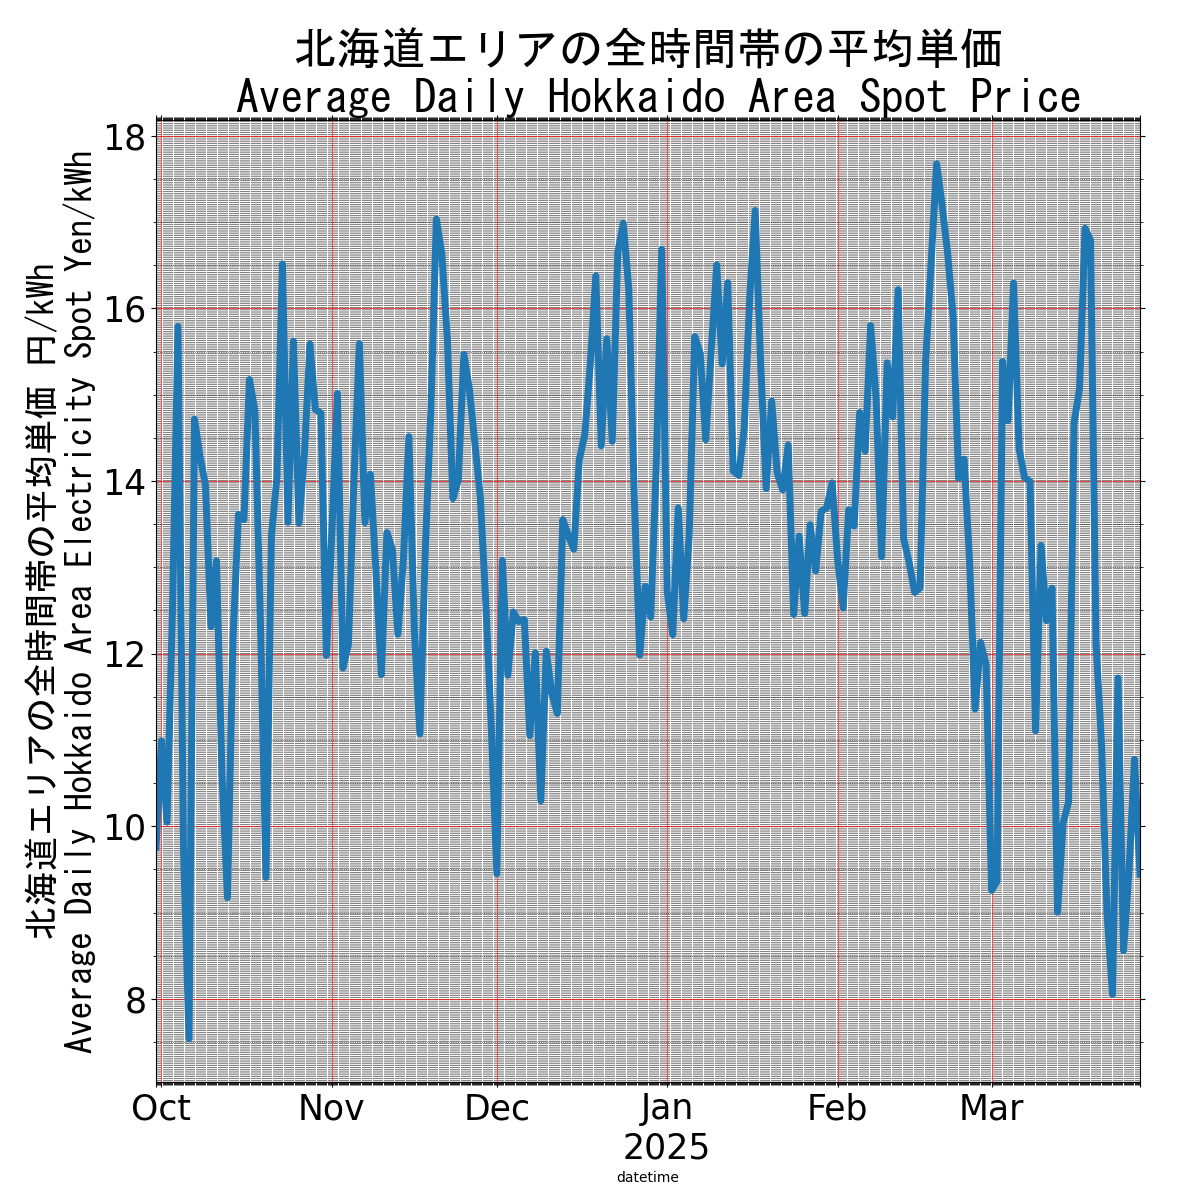 北海道エリアの全時間帯の平均単価
Average Daily Hokkaido Area Spot Price
北海道エリアの全時間帯の平均単価 円/kWh
Average Daily Hokkaido Area Electricity Spot Yen/kWh
18
16
14
12
10
8
Oct Nov Dec Jan Feb Mar
2025
datetime